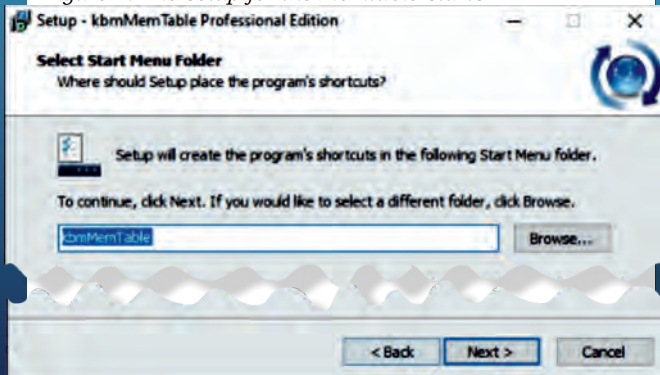 Setup - kbmMemTable Professional Edition
Select Start Menu Folder
Where should Setup place the program's shortcuts?
Setup will create the program's shortcuts in the following Start Menu folder.
To continue, click Next. If you would like to select a different folder, click Browse.
kbmMemTable
Browse...
< Back
Next >
Cancel